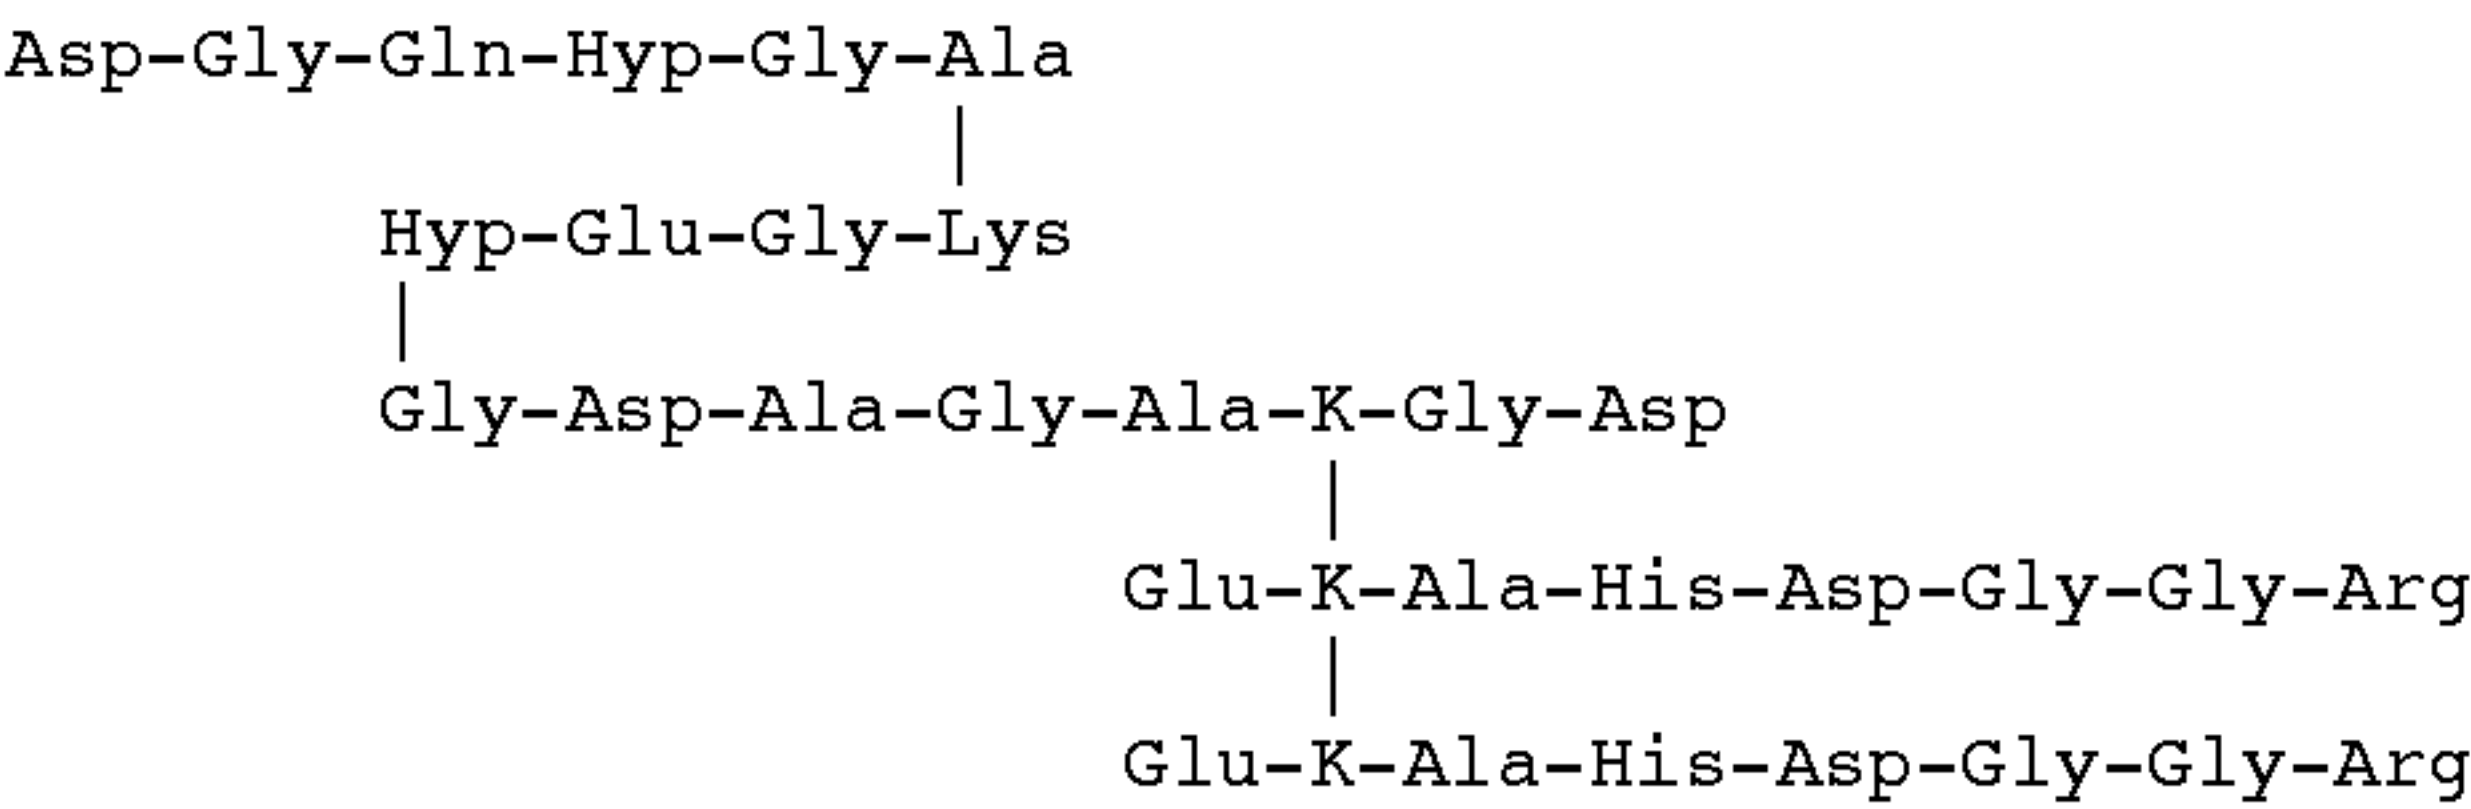 Asp-Gly-Gln-Hyp-Gly-Ala
Hyp-Glu-Gly-Lys
Gly-Asp-Ala-Gly-Ala-K-Gly-Asp
Glu-K-Ala-His-Asp-Gly-Gly-Arg
Glu-K-Ala-His-Asp-Gly-Gly-Arg